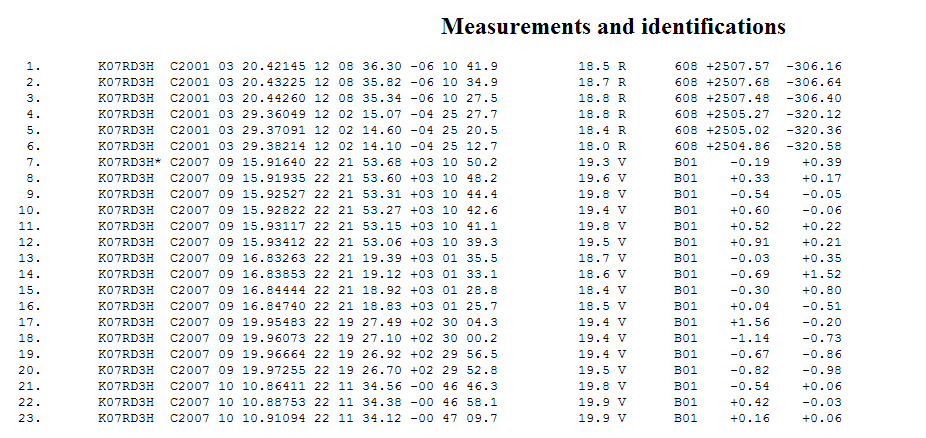 Measurements and identifications
1. K07RD3H C2001 03 20.42145 12 08 36.30 -06 10 41.9 18.5 R 608 +2507.57 -306.16
2. K07RD3H C2001 03 20.43225 12 08 35.82 -06 10 34.9 18.7 R 608 +2507.68 -306.64
3. K07RD3H C2001 03 20.44260 12 08 35.34 -06 10 27.5 18.8 R 608 +2507.48 -306.40
4. K07RD3H C2001 03 29.36049 12 02 15.07 -04 25 27.7 18.8 R 608 +2505.27 -320.12
5. K07RD3H C2001 03 29.37091 12 02 14.60 -04 25 20.5 18.4 R 608 +2505.02 -320.36
6. K07RD3H C2001 03 29.38214 12 02 14.10 -04 25 12.7 18.0 R 608 +2504.86 -320.58
7. K07RD3H* C2007 09 15.91640 22 21 53.68 +03 10 50.2 19.3 V B01 -0.19 +0.39
8. K07RD3H C2007 09 15.91935 22 21 53.60 +03 10 48.2 19.6 V B01 +0.33 +0.17
9. K07RD3H C2007 09 15.92527 22 21 53.31 +03 10 44.4 19.8 V B01 -0.54 -0.05
10. K07RD3H C2007 09 15.92822 22 21 53.27 +03 10 42.6 19.4 V B01 +0.60 -0.06
11. K07RD3H C2007 09 15.93117 22 21 53.15 +03 10 41.1 19.8 V B01 +0.52 +0.22
12. K07RD3H C2007 09 15.93412 22 21 53.06 +03 10 39.3 19.5 V B01 +0.91 +0.21
13. K07RD3H C2007 09 16.83263 22 21 19.39 +03 01 35.5 18.7 V B01 -0.03 +0.35
14. K07RD3H C2007 09 16.83853 22 21 19.12 +03 01 33.1 18.6 V B01 -0.69 +1.52
15. K07RD3H C2007 09 16.84444 22 21 18.92 +03 01 28.8 18.4 V B01 -0.30 +0.80
16. K07RD3H C2007 09 16.84740 22 21 18.83 +03 01 25.7 18.5 V B01 +0.04 -0.51
17. K07RD3H C2007 09 19.95483 22 19 27.49 +02 30 04.3 19.4 V B01 +1.56 -0.20
18. K07RD3H C2007 09 19.96073 22 19 27.10 +02 30 00.2 19.4 V B01 -1.14 -0.73
19. K07RD3H C2007 09 19.96664 22 19 26.92 +02 29 56.5 19.4 V B01 -0.67 -0.86
20. K07RD3H C2007 09 19.97255 22 19 26.70 +02 29 52.8 19.5 V B01 -0.82 -0.98
21. K07RD3H C2007 10 10.86411 22 11 34.56 -00 46 46.3 19.8 V B01 -0.54 +0.06
22. K07RD3H C2007 10 10.88753 22 11 34.38 -00 46 58.1 19.9 V B01 +0.42 -0.03
23. K07RD3H C2007 10 10.91094 22 11 34.12 -00 47 09.7 19.9 V B01 +0.16 +0.06